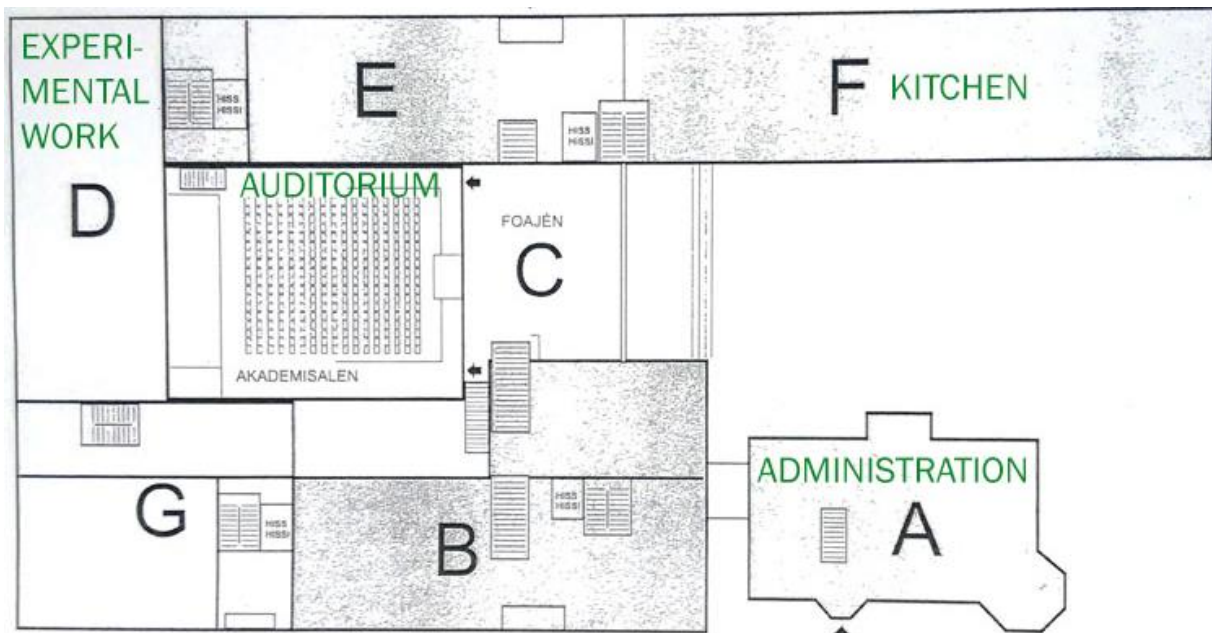 EXPERI-
MENTAL
WORK
D
HISS
HISSI
E
HISS
HISSI
F
KITCHEN
AUDITORIUM
AKADEMISALEN
FOAJÉN
C
G
HISS
HISSI
B
HISS
HISSI
ADMINISTRATION
A